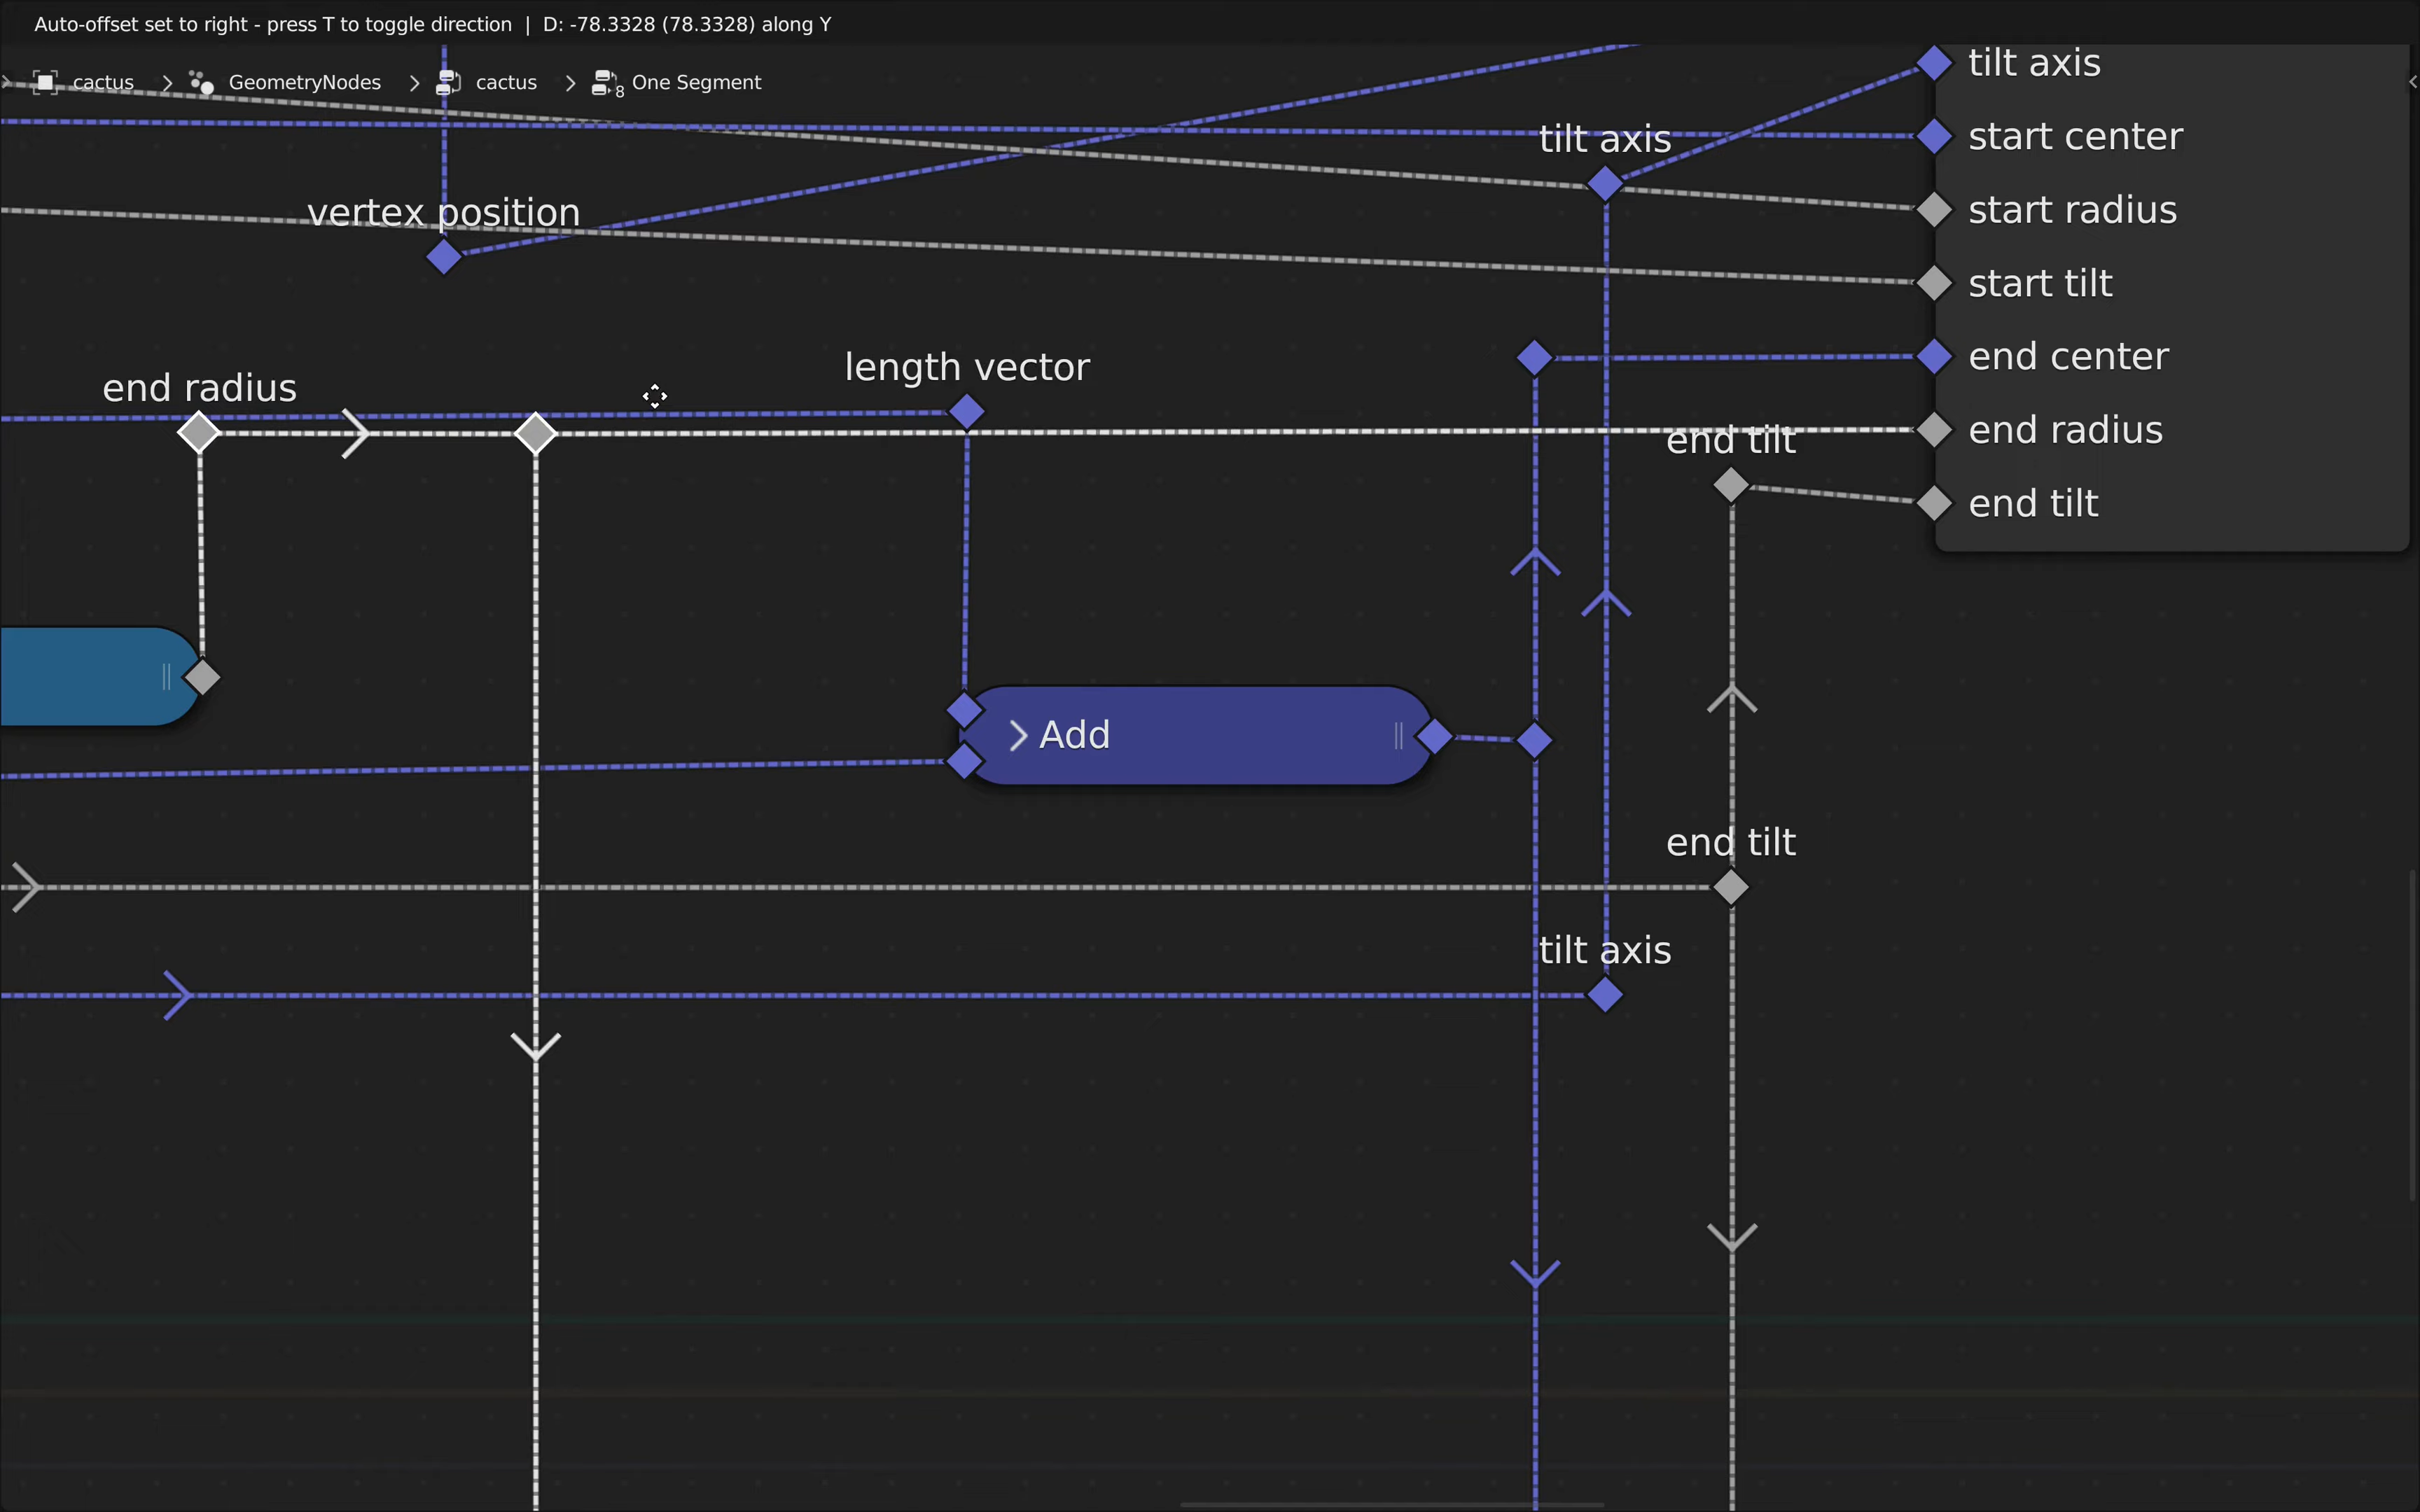 Auto-offset set to right - press T to toggle direction | D: -78.3328 (78.3328) along Y
cactus
GeometryNodes
cactus
8 One Segment
tilt axis
start center
tilt axis
start radius
vertex position
start tilt
end center
length vector
end radius
end radius
end tilt
end tilt
Add
end tilt
tilt axis